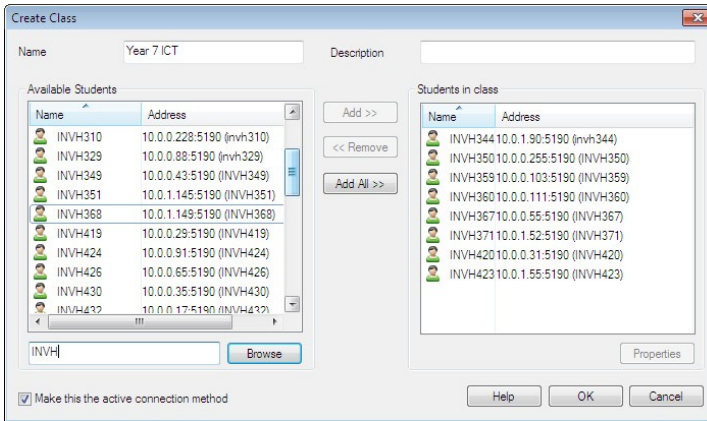 Create Class
Name Year 7 ICT Description
Available Students
Name Address
INVH310 10.0.0.228:5190 (invh310)
INVH329 10.0.0.88:5190 (invh329)
INVH349 10.0.0.43:5190 (INVH349)
INVH351 10.0.1.145:5190 (INVH351)
INVH368 10.0.1.149:5190 (INVH368)
INVH419 10.0.0.29:5190 (INVH419)
INVH424 10.0.0.91:5190 (INVH424)
INVH426 10.0.0.65:5190 (INVH426)
INVH430 10.0.0.35:5190 (INVH430)
INVH432 10.0.0.17:5190 (INVH432)
INVH Browse
Add >>
<< Remove
Add All >>
Students in class
Name Address
INVH344 10.0.1.90:5190 (invh344)
INVH350 10.0.0.255:5190 (INVH350)
INVH359 10.0.0.103:5190 (INVH359)
INVH360 10.0.0.111:5190 (INVH360)
INVH367 10.0.0.55:5190 (INVH367)
INVH371 10.0.1.52:5190 (INVH371)
INVH420 10.0.0.31:5190 (INVH420)
INVH423 10.0.1.55:5190 (INVH423)
Properties
Make this the active connection method
Help OK Cancel